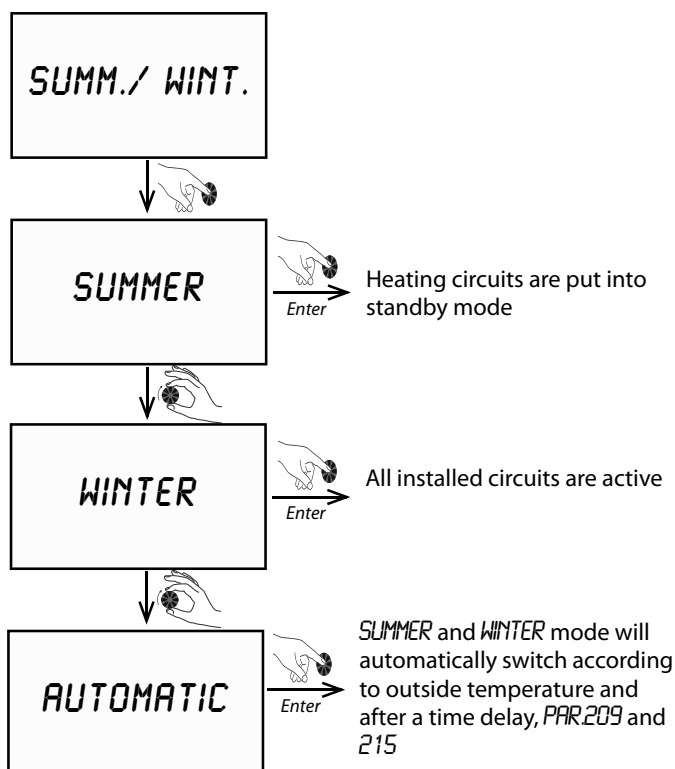 SUMM./ WINT.
SUMMER
Enter
Heating circuits are put into
standby mode
WINTER
Enter
All installed circuits are active
AUTOMATIC
Enter
SUMMER and WINTER mode will
automatically switch according
to outside temperature and
after a time delay, PAR.209 and
215